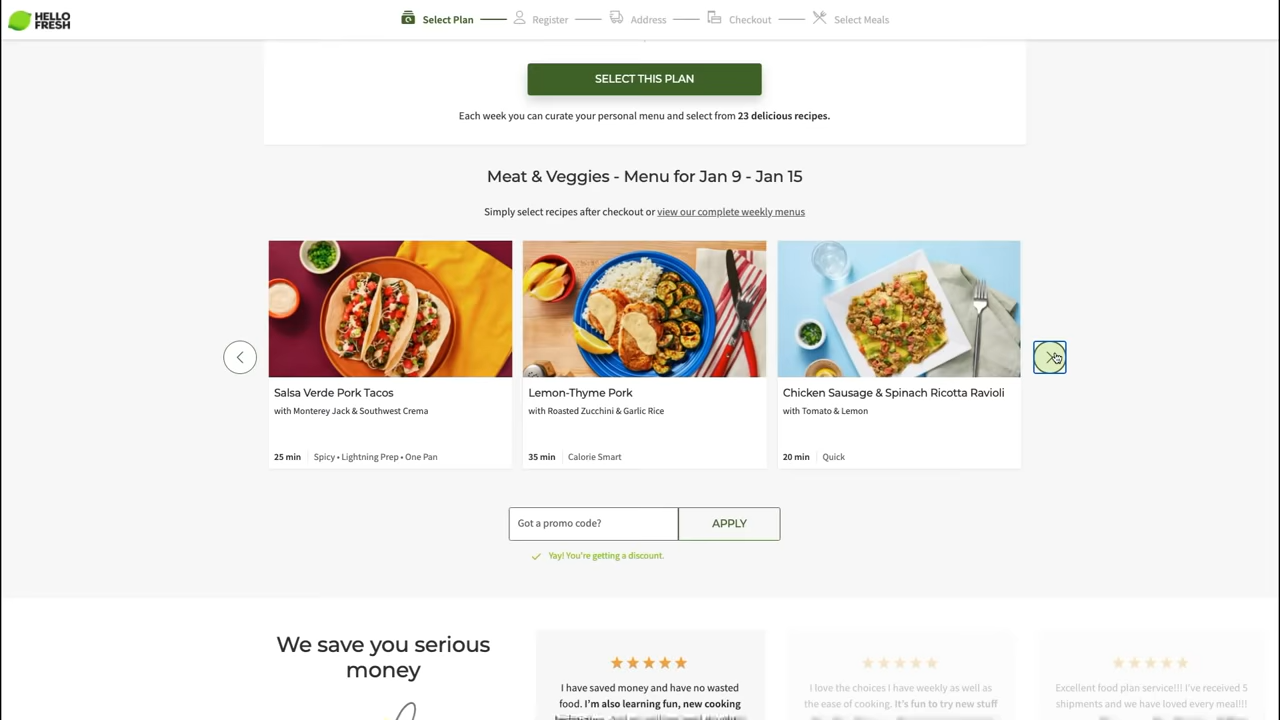 HELLO
FRESH
Select Plan
Register
Address
Checkout
Select Meals
SELECT THIS PLAN
Each week you can curate your personal menu and select from 23 delicious recipes.
Meat & Veggies - Menu for Jan 9 - Jan 15
Simply select recipes after checkout or view our complete weekly menus
Salsa Verde Pork Tacos
with Monterey Jack & Southwest Crema
25 min | Spicy • Lightning Prep • One Pan
Lemon-Thyme Pork
with Roasted Zucchini & Garlic Rice
35 min | Calorie Smart
Chicken Sausage & Spinach Ricotta Ravioli
with Tomato & Lemon
20 min | Quick
Got a promo code?
APPLY
Yay! You're getting a discount.
We save you serious
money
I have saved money and have no wasted
food. I'm also learning fun, new cooking
I love the choices I have weekly as well as
the ease of cooking. It's fun to try new stuff
Excellent food plan service!!! I've received 5
shipments and we have loved every meal!!!